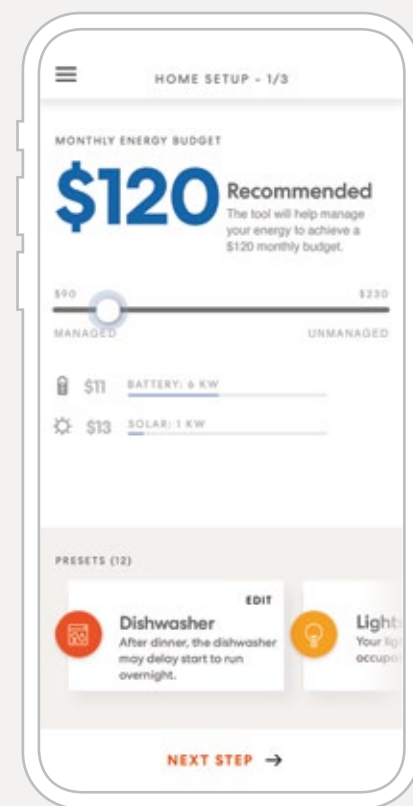 HOME SETUP - 1/3
MONTHLY ENERGY BUDGET
$120
Recommended
The tool will help manage
your energy to achieve a
$120 monthly budget.
$90 $230
MANAGED UNMANAGED
$11 BATTERY: 6 KW
$13 SOLAR: 1 KW
PRESETS (12)
EDIT
Dishwasher
After dinner, the dishwasher
may delay start to run
overnight.
Light
Your
NEXT STEP →